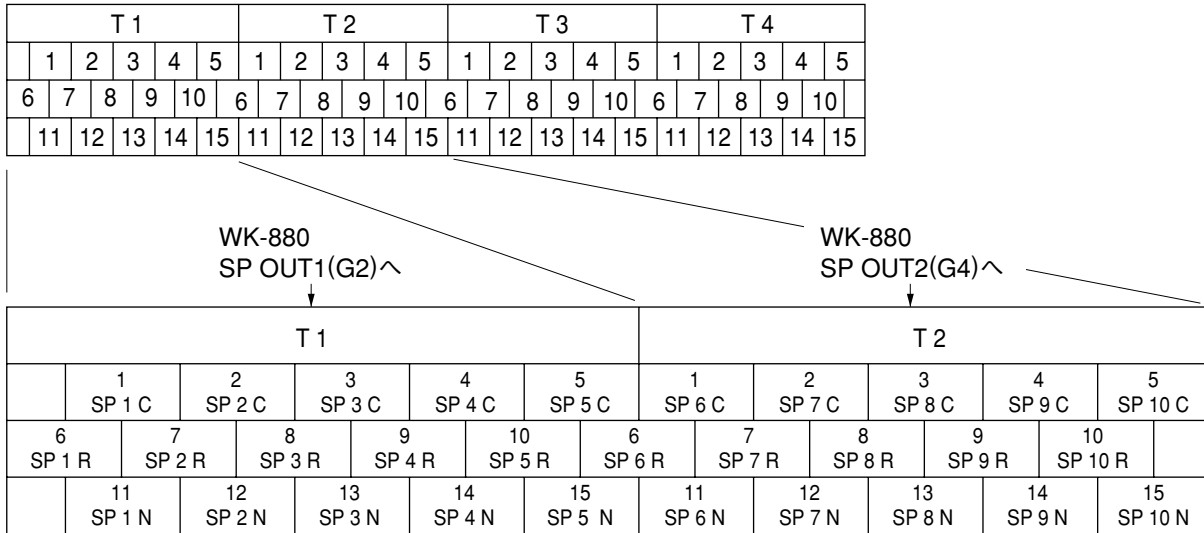 T 1 T 2 T 3 T 4
1 2 3 4 5 1 2 3 4 5 1 2 3 4 5 1 2 3 4 5
6 7 8 9 10 6 7 8 9 10 6 7 8 9 10 6 7 8 9 10
11 12 13 14 15 11 12 13 14 15 11 12 13 14 15 11 12 13 14 15
WK-880 WK-880
SP OUT1(G2)へ SP OUT2(G4)へ
T 1 T 2
1 2 3 4 5 1 2 3 4 5
SP 1 C SP 2 C SP 3 C SP 4 C SP 5 C SP 6 C SP 7 C SP 8 C SP 9 C SP 10 C
6 7 8 9 10 6 7 8 9 10
SP 1 R SP 2 R SP 3 R SP 4 R SP 5 R SP 6 R SP 7 R SP 8 R SP 9 R SP 10 R
11 12 13 14 15 11 12 13 14 15
SP 1 N SP 2 N SP 3 N SP 4 N SP 5 N SP 6 N SP 7 N SP 8 N SP 9 N SP 10 N